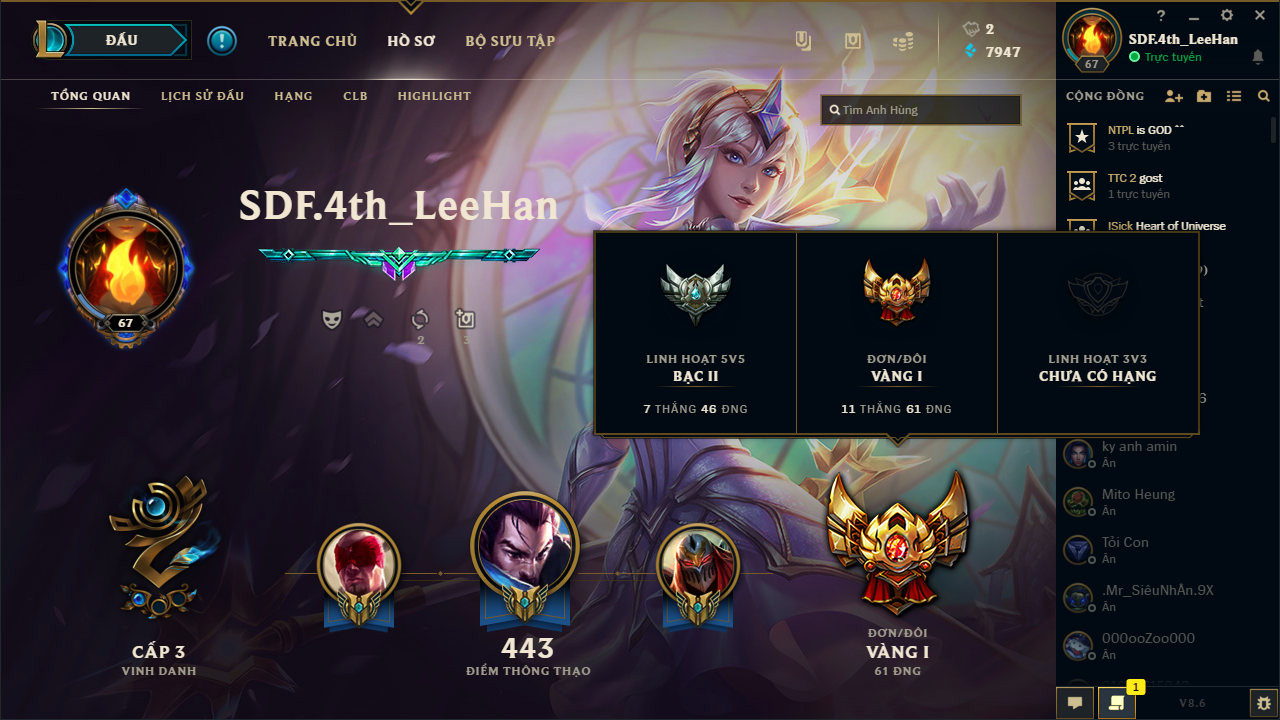 ĐẤU
TRANG CHỦ
HỒ SƠ
BỘ SƯU TẬP
2
7947
SDF.4th_LeeHan
Trực tuyến
67
TỔNG QUAN
LỊCH SỬ ĐẤU
HẠNG
CLB
HIGHLIGHT
Tìm Anh Hùng
CỘNG ĐỒNG
NTPL is GOD ^^
3 trực tuyến
TTC 2 gost
1 trực tuyến
ISick Heart of Universe
SDF.4th_LeeHan
67
2
3
LINH HOẠT 5V5
BẠC II
7 THẮNG 46 ĐNG
ĐƠN/ĐÔI
VÀNG I
11 THẮNG 61 ĐNG
LINH HOẠT 3V3
CHƯA CÓ HẠNG
ky anh amin
Ẩn
Mito Heung
Ẩn
Tỏi Con
Ẩn
.Mr_SiêuNhẫn.9X
Ẩn
000ooZoo000
Ẩn
CẤP 3
VINH DANH
443
ĐIỂM THÔNG THẠO
ĐƠN/ĐÔI
VÀNG I
61 ĐNG
1
V8.6